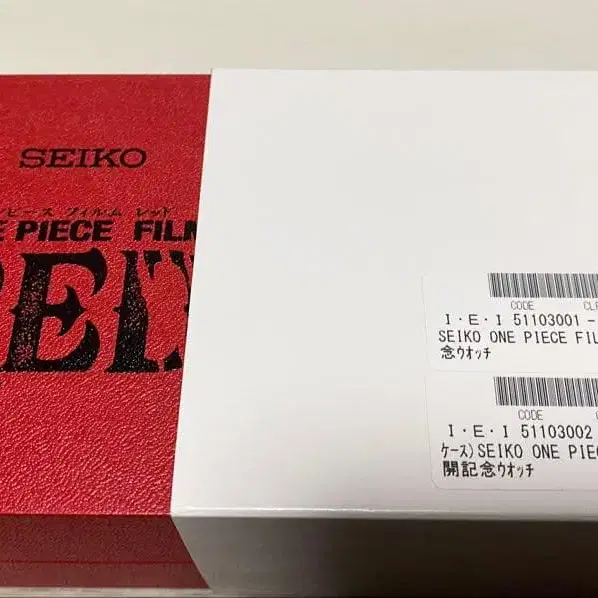 SEIKO
ピース フィルム レッド
E PIECE FILM
RED
CODE CLR
I・E・I 51103001 -
SEIKO ONE PIECE FIL
念ウオッチ
CODE
I・E・I 51103002
ケース)SEIKO ONE PIEC
開記念ウオッチ